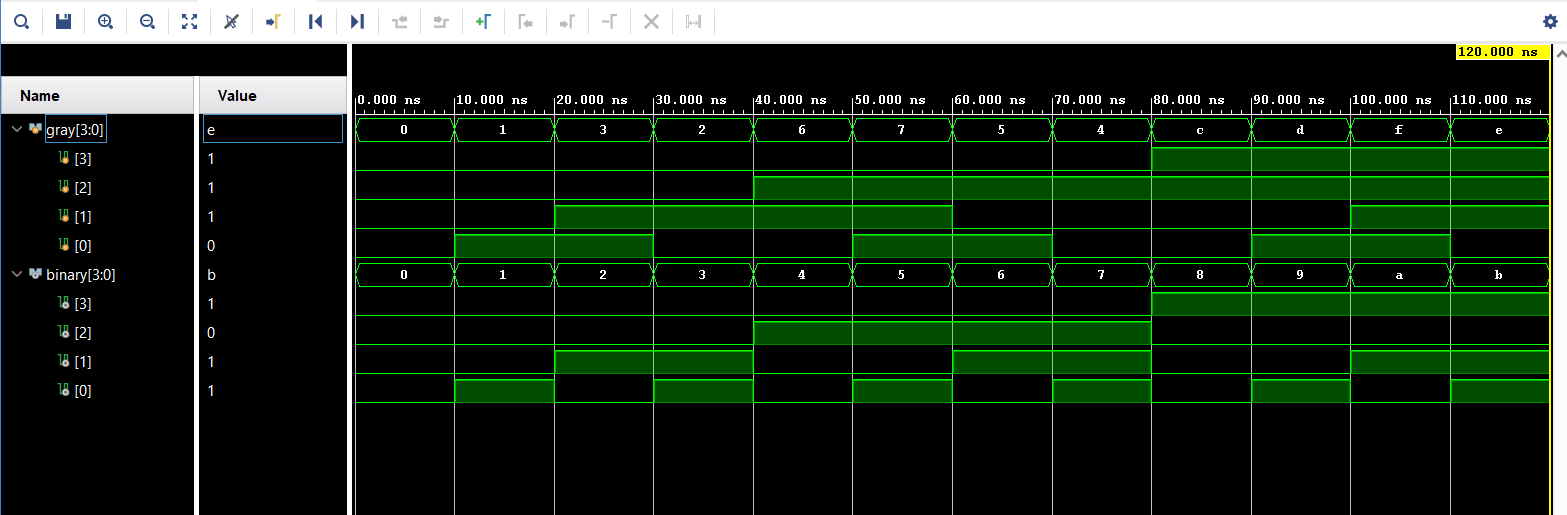 120.000 ns
Name Value
0.000 ns 10.000 ns 20.000 ns 30.000 ns 40.000 ns 50.000 ns 60.000 ns 70.000 ns 80.000 ns 90.000 ns 100.000 ns 110.000 ns
gray[3:0] e 0 1 3 2 6 7 5 4 c d f e
[3] 1
[2] 1
[1] 1
[0] 0
binary[3:0] b 0 1 2 3 4 5 6 7 8 9 a b
[3] 1
[2] 0
[1] 1
[0] 1